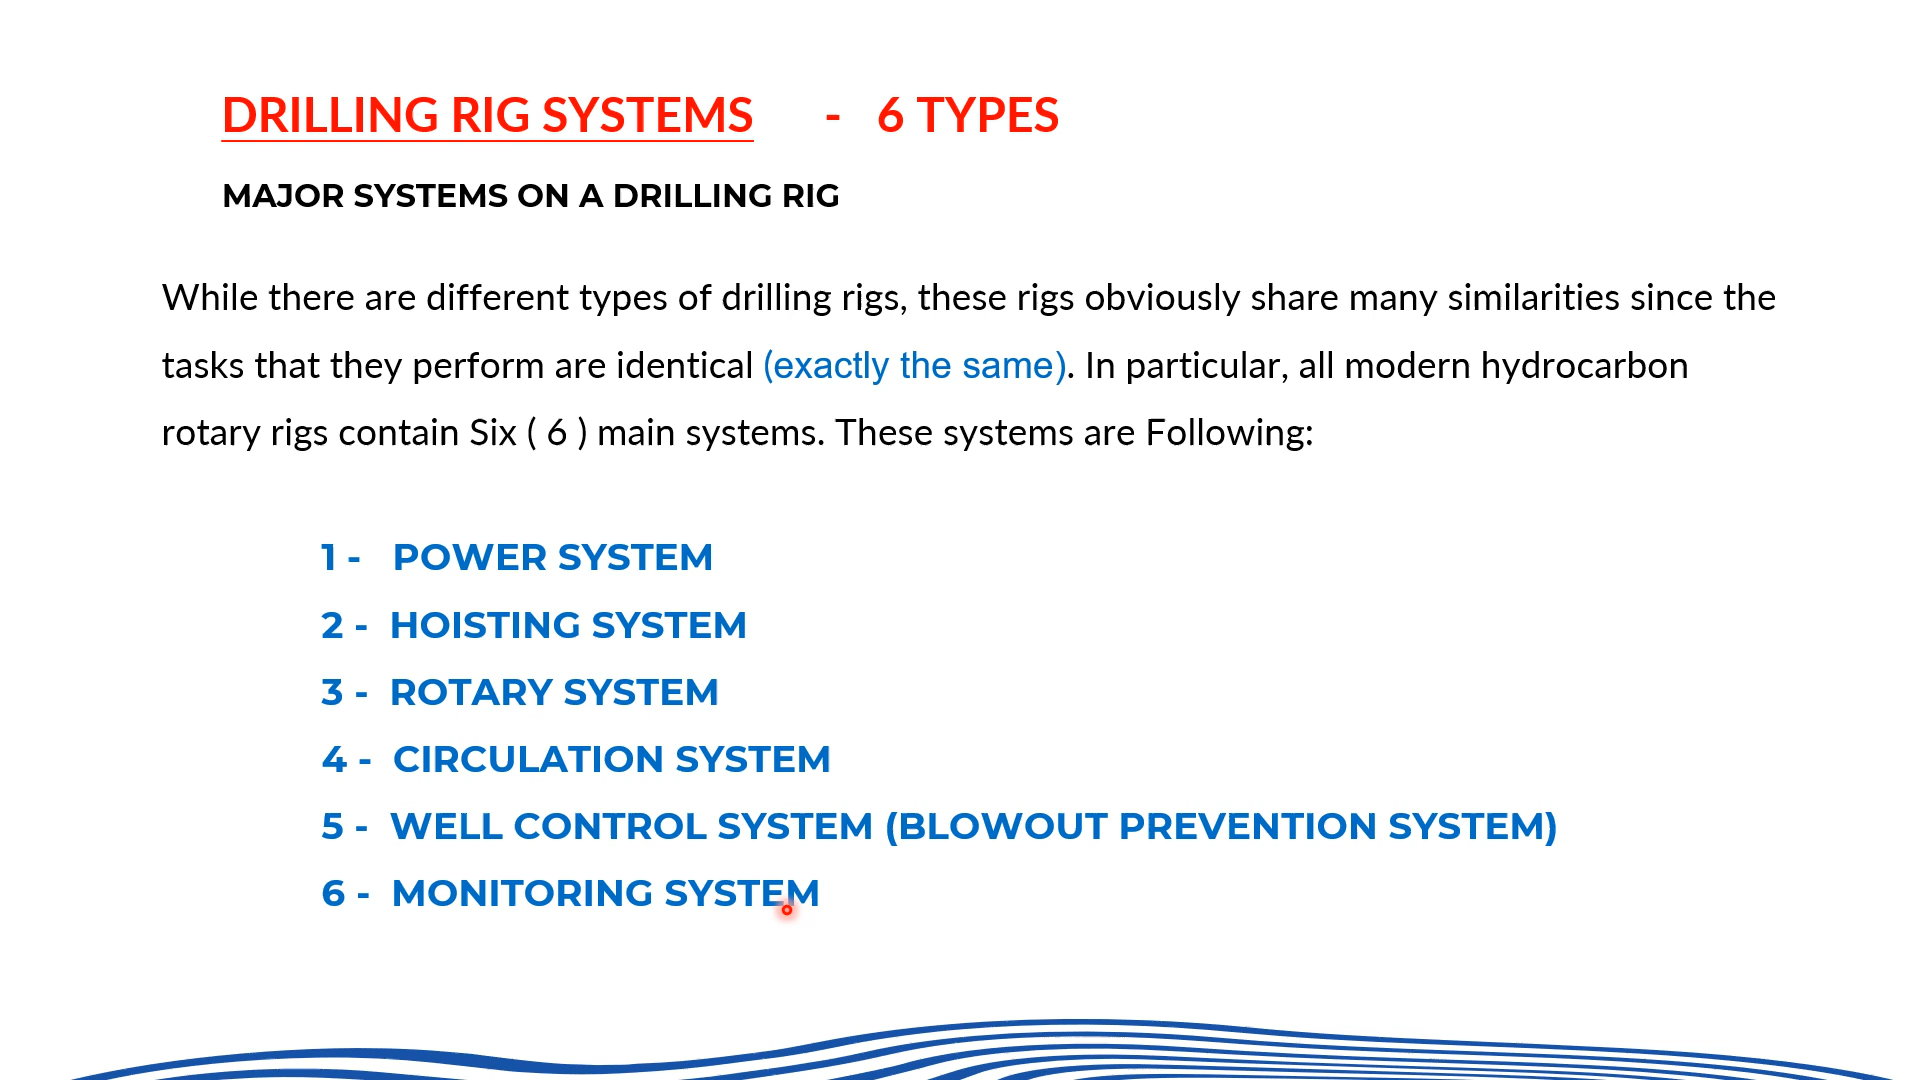 DRILLING RIG SYSTEMS - 6 TYPES
MAJOR SYSTEMS ON A DRILLING RIG
While there are different types of drilling rigs, these rigs obviously share many similarities since the
tasks that they perform are identical (exactly the same). In particular, all modern hydrocarbon
rotary rigs contain Six ( 6 ) main systems. These systems are Following:
1 - POWER SYSTEM
2 - HOISTING SYSTEM
3 - ROTARY SYSTEM
4 - CIRCULATION SYSTEM
5 - WELL CONTROL SYSTEM (BLOWOUT PREVENTION SYSTEM)
6 - MONITORING SYSTEM